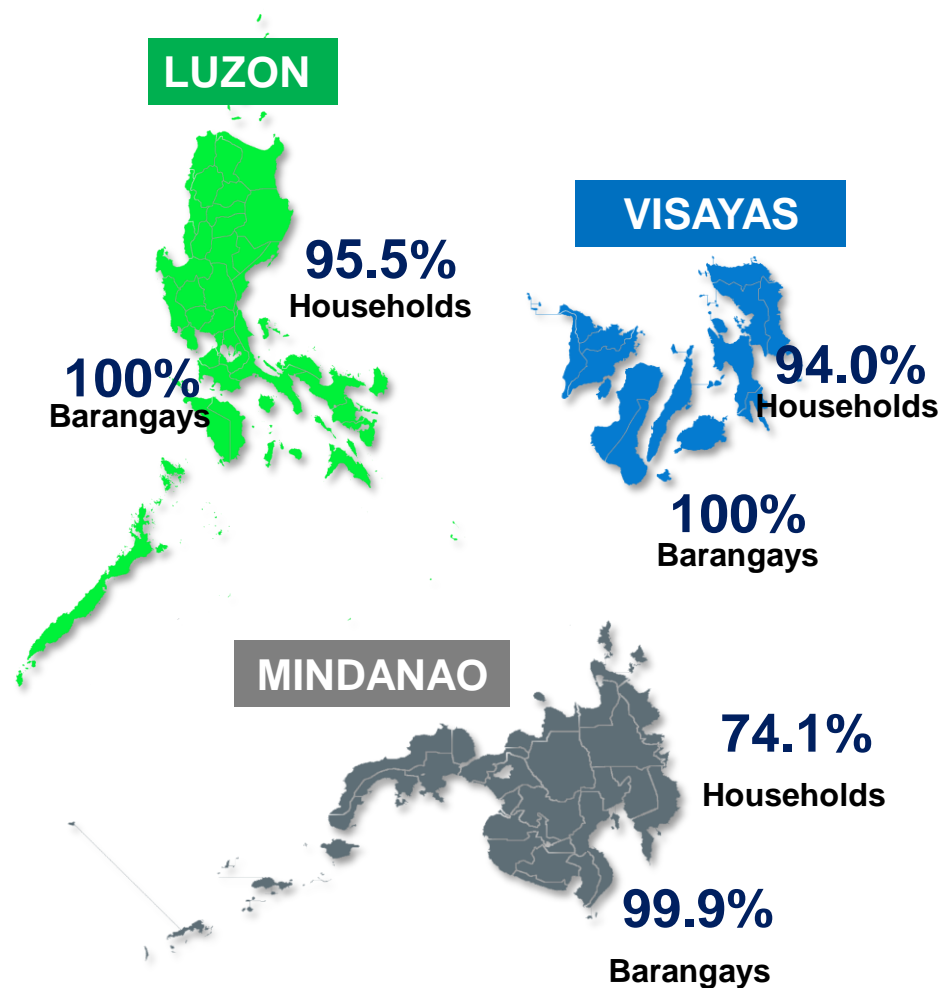 LUZON
95.5%
Households
100%
Barangays
VISAYAS
94.0%
Households
100%
Barangays
MINDANAO
74.1%
Households
99.9%
Barangays